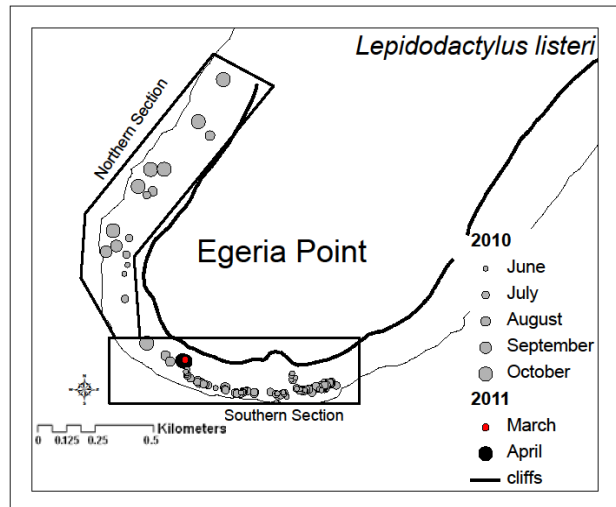 Lepidodactylus listeri
Northern Section
Egeria Point
2010
June
July
August
September
October
2011
March
April
cliffs
Southern Section
Kilometers
0 0.125 0.25 0.5